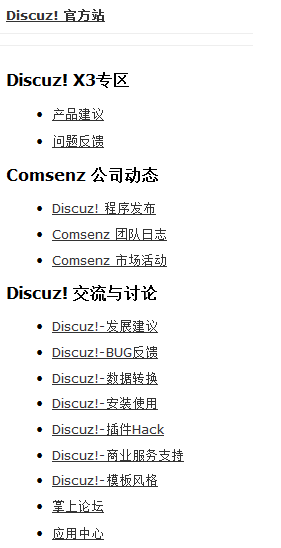 Discuz! 官方站
Discuz! X3专区
产品建议
问题反馈
Comsenz 公司动态
Discuz! 程序发布
Comsenz 团队日志
Comsenz 市场活动
Discuz! 交流与讨论
Discuz!-发展建议
Discuz!-BUG反馈
Discuz!-数据转换
Discuz!-安装使用
Discuz!-插件Hack
Discuz!-商业服务支持
Discuz!-模板风格
掌上论坛
应用中心